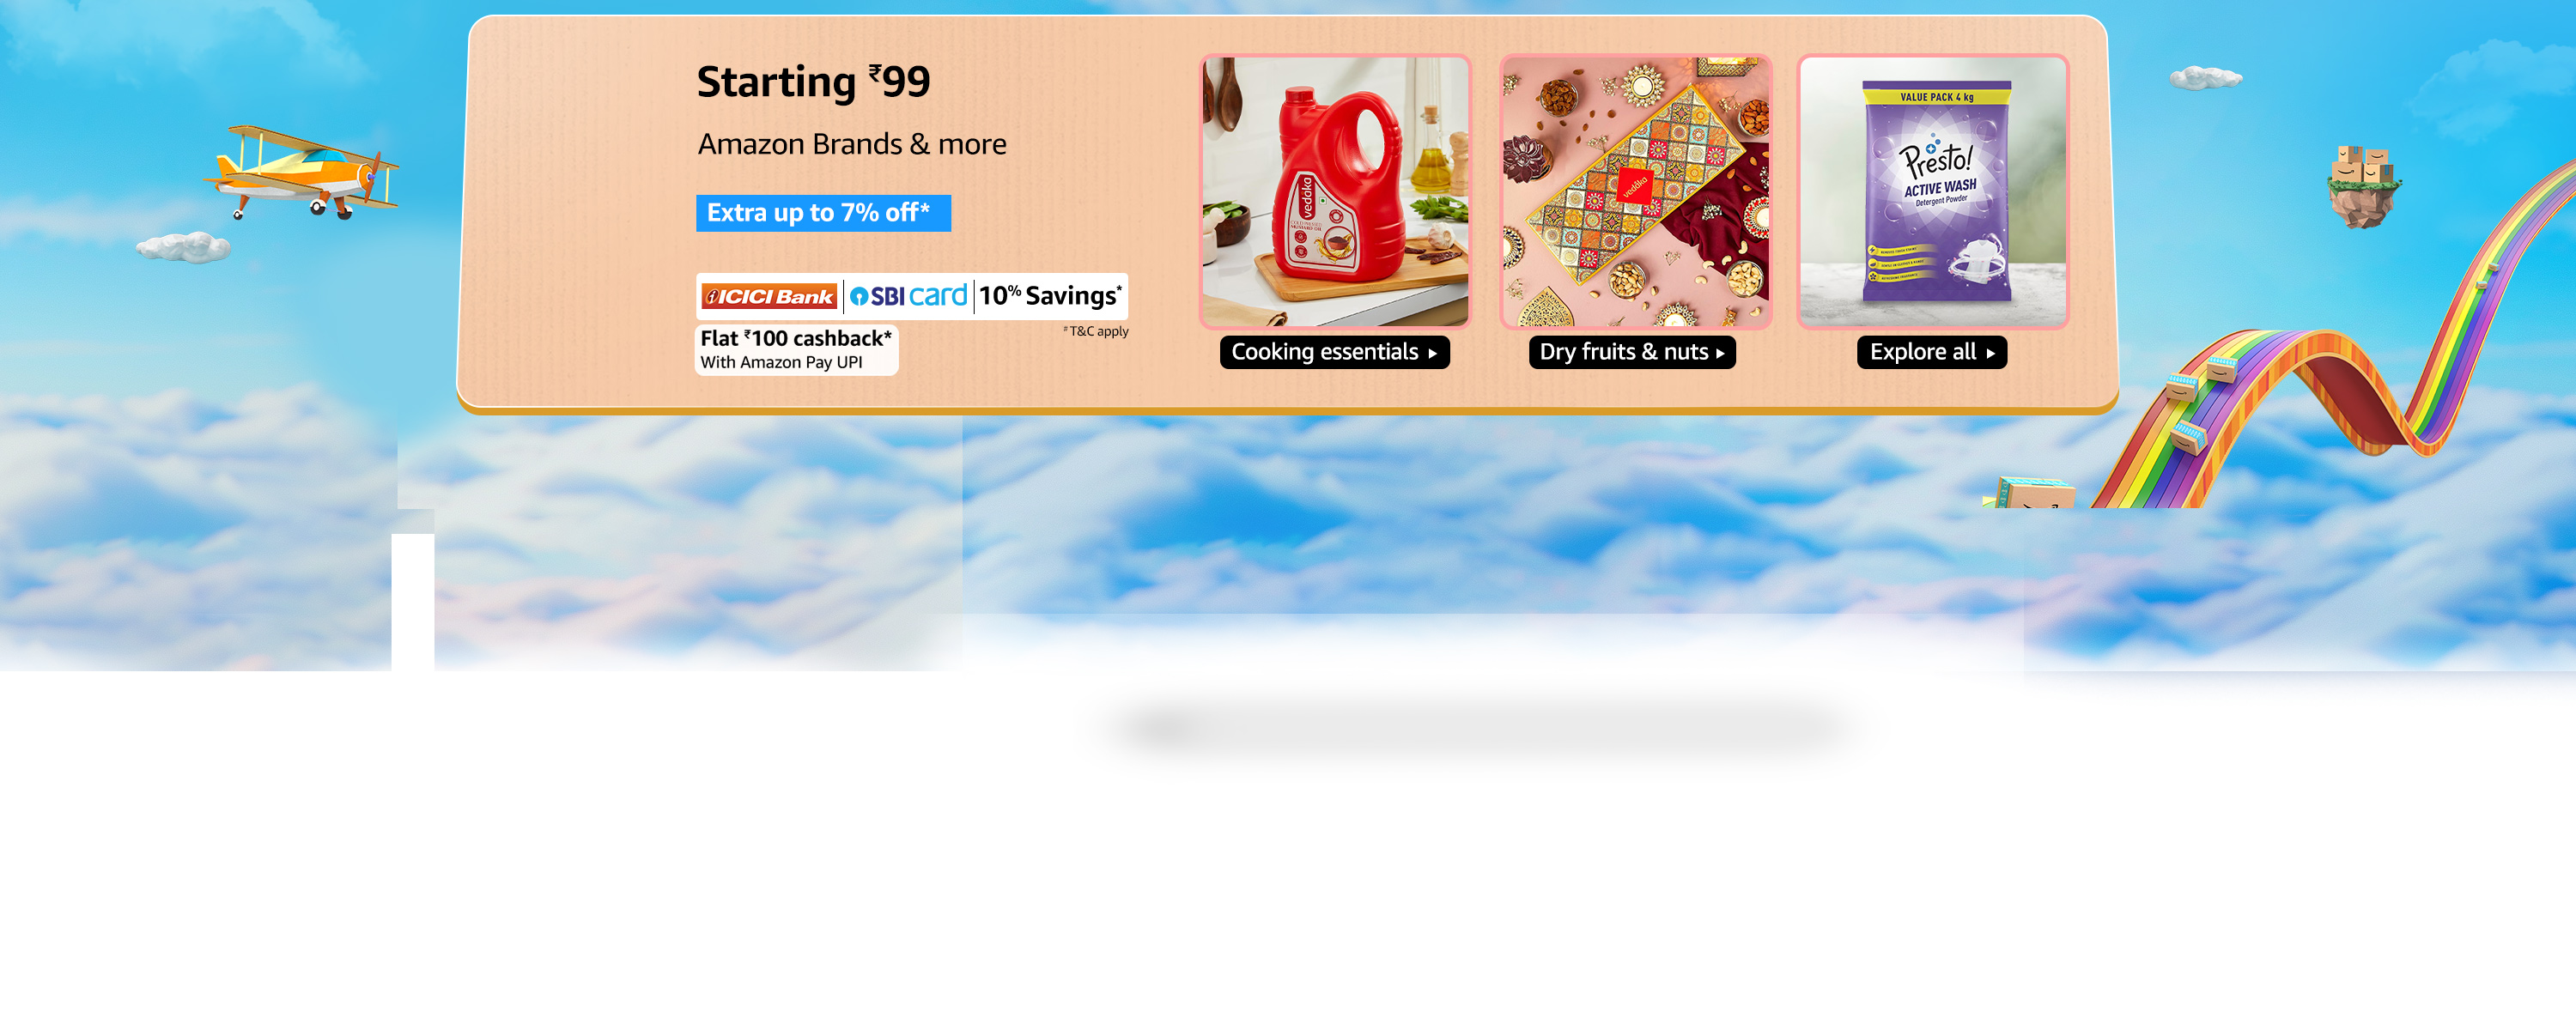 Starting ₹99
Amazon Brands & more
Extra up to 7% off*
ICICI Bank SBI card 10% Savings*
#T&C apply
Flat ₹100 cashback*
With Amazon Pay UPI
vedaka
vedaka
VALUE PACK 4 kg
Presto!
ACTIVE WASH
Detergent Powder
Cooking essentials ▸
Dry fruits & nuts ▸
Explore all ▸